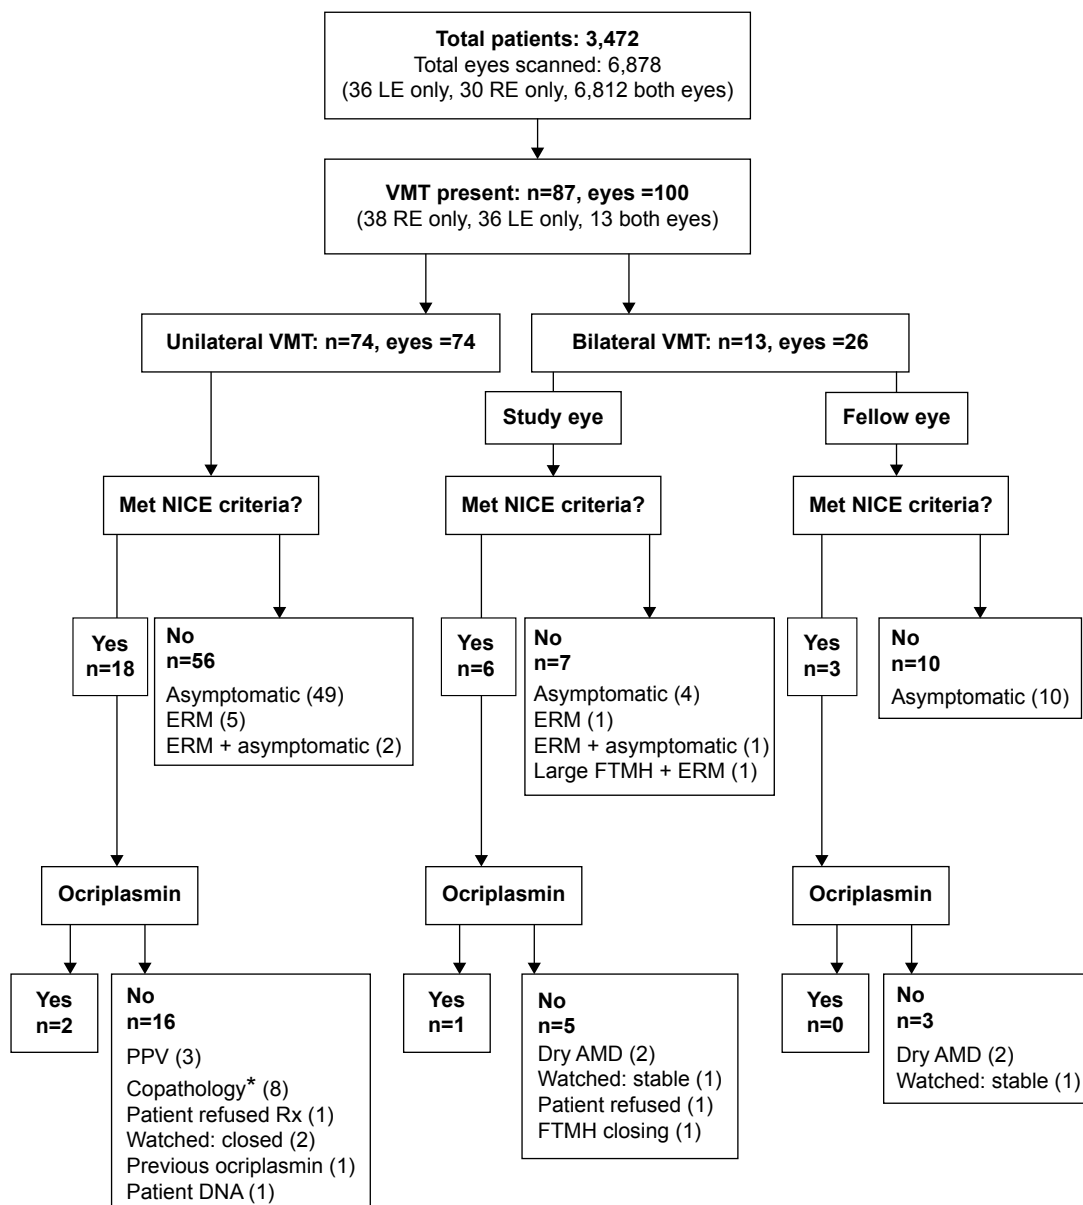 Total patients: 3,472
Total eyes scanned: 6,878
(36 LE only, 30 RE only, 6,812 both eyes)
VMT present: n=87, eyes =100
(38 RE only, 36 LE only, 13 both eyes)
Unilateral VMT: n=74, eyes =74
Bilateral VMT: n=13, eyes =26
Study eye
Fellow eye
Met NICE criteria?
Met NICE criteria?
Met NICE criteria?
Yes
n=18
No
n=56
Asymptomatic (49)
ERM (5)
ERM + asymptomatic (2)
Yes
n=6
No
n=7
Asymptomatic (4)
ERM (1)
ERM + asymptomatic (1)
Large FTMH + ERM (1)
Yes
n=3
No
n=10
Asymptomatic (10)
Ocriplasmin
Ocriplasmin
Ocriplasmin
Yes
n=2
No
n=16
PPV (3)
Copathology* (8)
Patient refused Rx (1)
Watched: closed (2)
Previous ocriplasmin (1)
Patient DNA (1)
Yes
n=1
No
n=5
Dry AMD (2)
Watched: stable (1)
Patient refused (1)
FTMH closing (1)
Yes
n=0
No
n=3
Dry AMD (2)
Watched: stable (1)